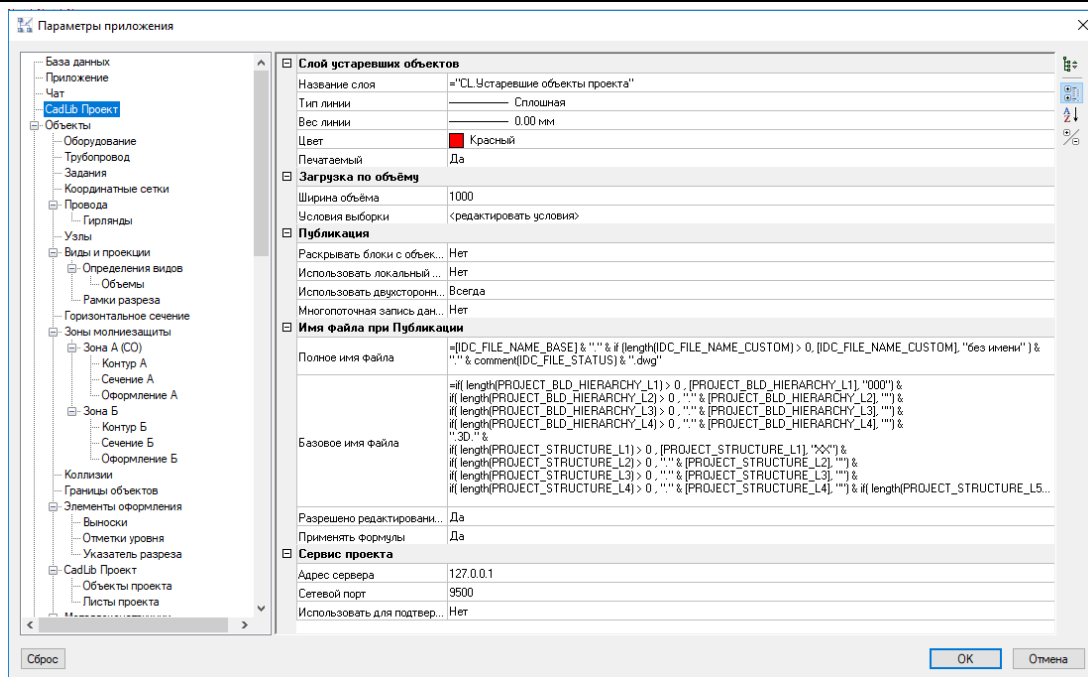 Параметры приложения
База данных
Приложение
Чат
CadLib Проект
Объекты
Оборудование
Трубопровод
Задания
Координатные сетки
Провода
Гирлянды
Узлы
Виды и проекции
Определения видов
Объемы
Рамки разреза
Горизонтальное сечение
Зоны молниезащиты
Зона А (СО)
Контур А
Сечение А
Оформление А
Зона Б
Контур Б
Сечение Б
Оформление Б
Коллизии
Границы объектов
Элементы оформления
Выноски
Отметки уровня
Указатель разреза
CadLib Проект
Объекты проекта
Листы проекта
Слой устаревших объектов
Название слоя ="CL.Устаревшие объекты проекта"
Тип линии Сплошная
Вес линии 0.00 мм
Цвет Красный
Печатаемый Да
Загрузка по объёму
Ширина объёма 1000
Условия выборки <редактировать условия>
Публикация
Раскрывать блоки с объек... Нет
Использовать локальный ... Нет
Использовать двухсторонн... Всегда
Многопоточная запись дан... Нет
Имя файла при Публикации
Полное имя файла
=[IDC_FILE_NAME_BASE] & "." & if (length(IDC_FILE_NAME_CUSTOM) > 0, [IDC_FILE_NAME_CUSTOM], "без имени" ) &
"." & comment(IDC_FILE_STATUS) & ".dwg"
Базовое имя файла
=if( length(PROJECT_BLD_HIERARCHY_L1) > 0 , [PROJECT_BLD_HIERARCHY_L1], "000") &
if( length(PROJECT_BLD_HIERARCHY_L2) > 0 , "." & [PROJECT_BLD_HIERARCHY_L2], "") &
if( length(PROJECT_BLD_HIERARCHY_L3) > 0 , "." & [PROJECT_BLD_HIERARCHY_L3], "") &
if( length(PROJECT_BLD_HIERARCHY_L4) > 0 , "." & [PROJECT_BLD_HIERARCHY_L4], "") &
".3D." &
if( length(PROJECT_STRUCTURE_L1) > 0 , [PROJECT_STRUCTURE_L1], "XX") &
if( length(PROJECT_STRUCTURE_L2) > 0 , "." & [PROJECT_STRUCTURE_L2], "") &
if( length(PROJECT_STRUCTURE_L3) > 0 , "." & [PROJECT_STRUCTURE_L3], "") &
if( length(PROJECT_STRUCTURE_L4) > 0 , "." & [PROJECT_STRUCTURE_L4], "") & if( length(PROJECT_STRUCTURE_L5...
Разрешено редактировани... Да
Применять формулы Да
Сервис проекта
Адрес сервера 127.0.0.1
Сетевой порт 9500
Использовать для подтвер... Нет
Сброс
OK
Отмена